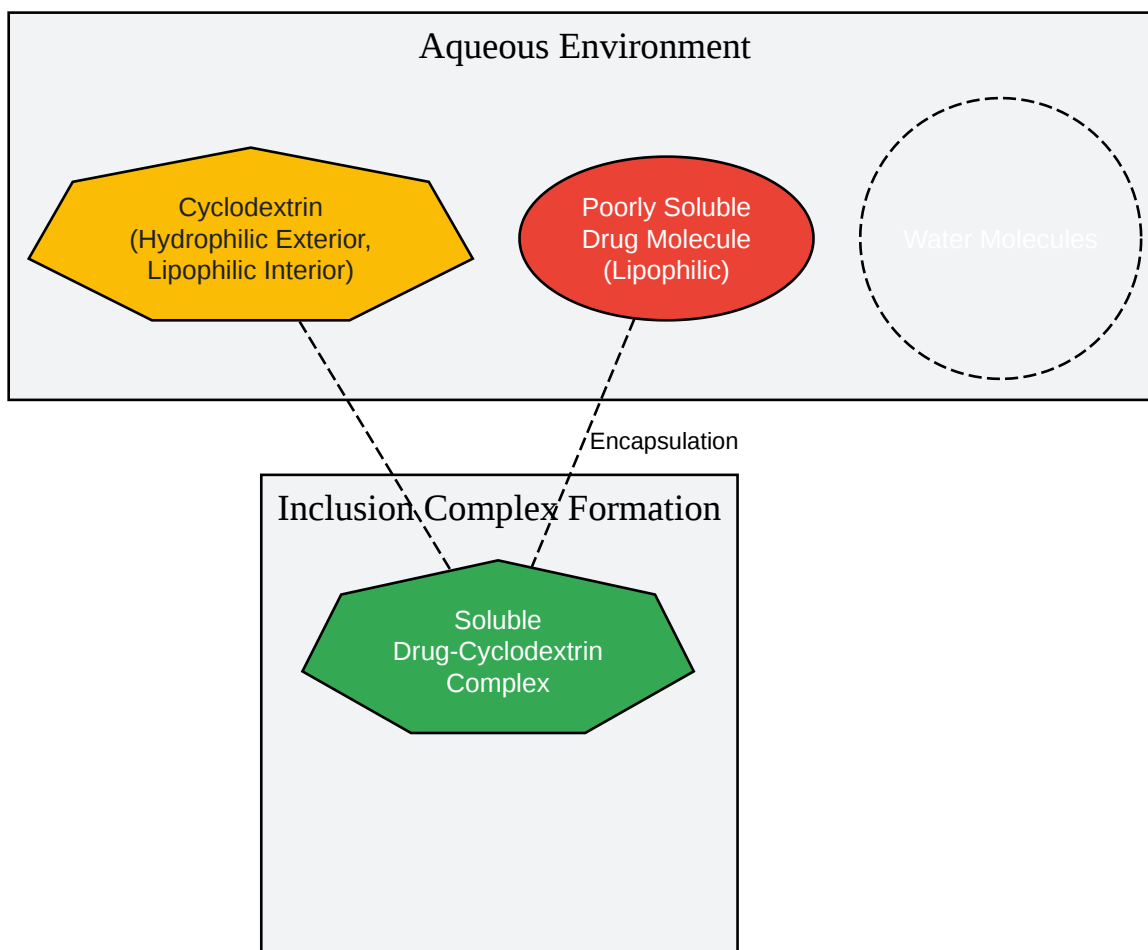 Aqueous Environment
Cyclodextrin
(Hydrophilic Exterior,
Lipophilic Interior)
Poorly Soluble
Drug Molecule
(Lipophilic)
Water Molecules
Encapsulation
Inclusion Complex Formation
Soluble
Drug-Cyclodextrin
Complex